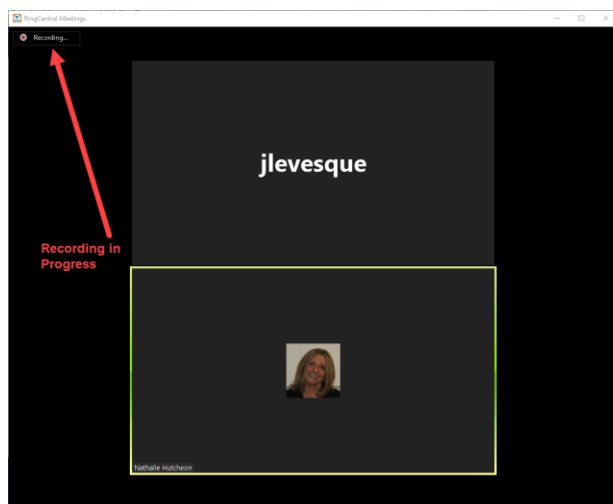 RingCentral Meetings
Recording...
jlevesque
Recording in
Progress
Nathalie Hutcheon